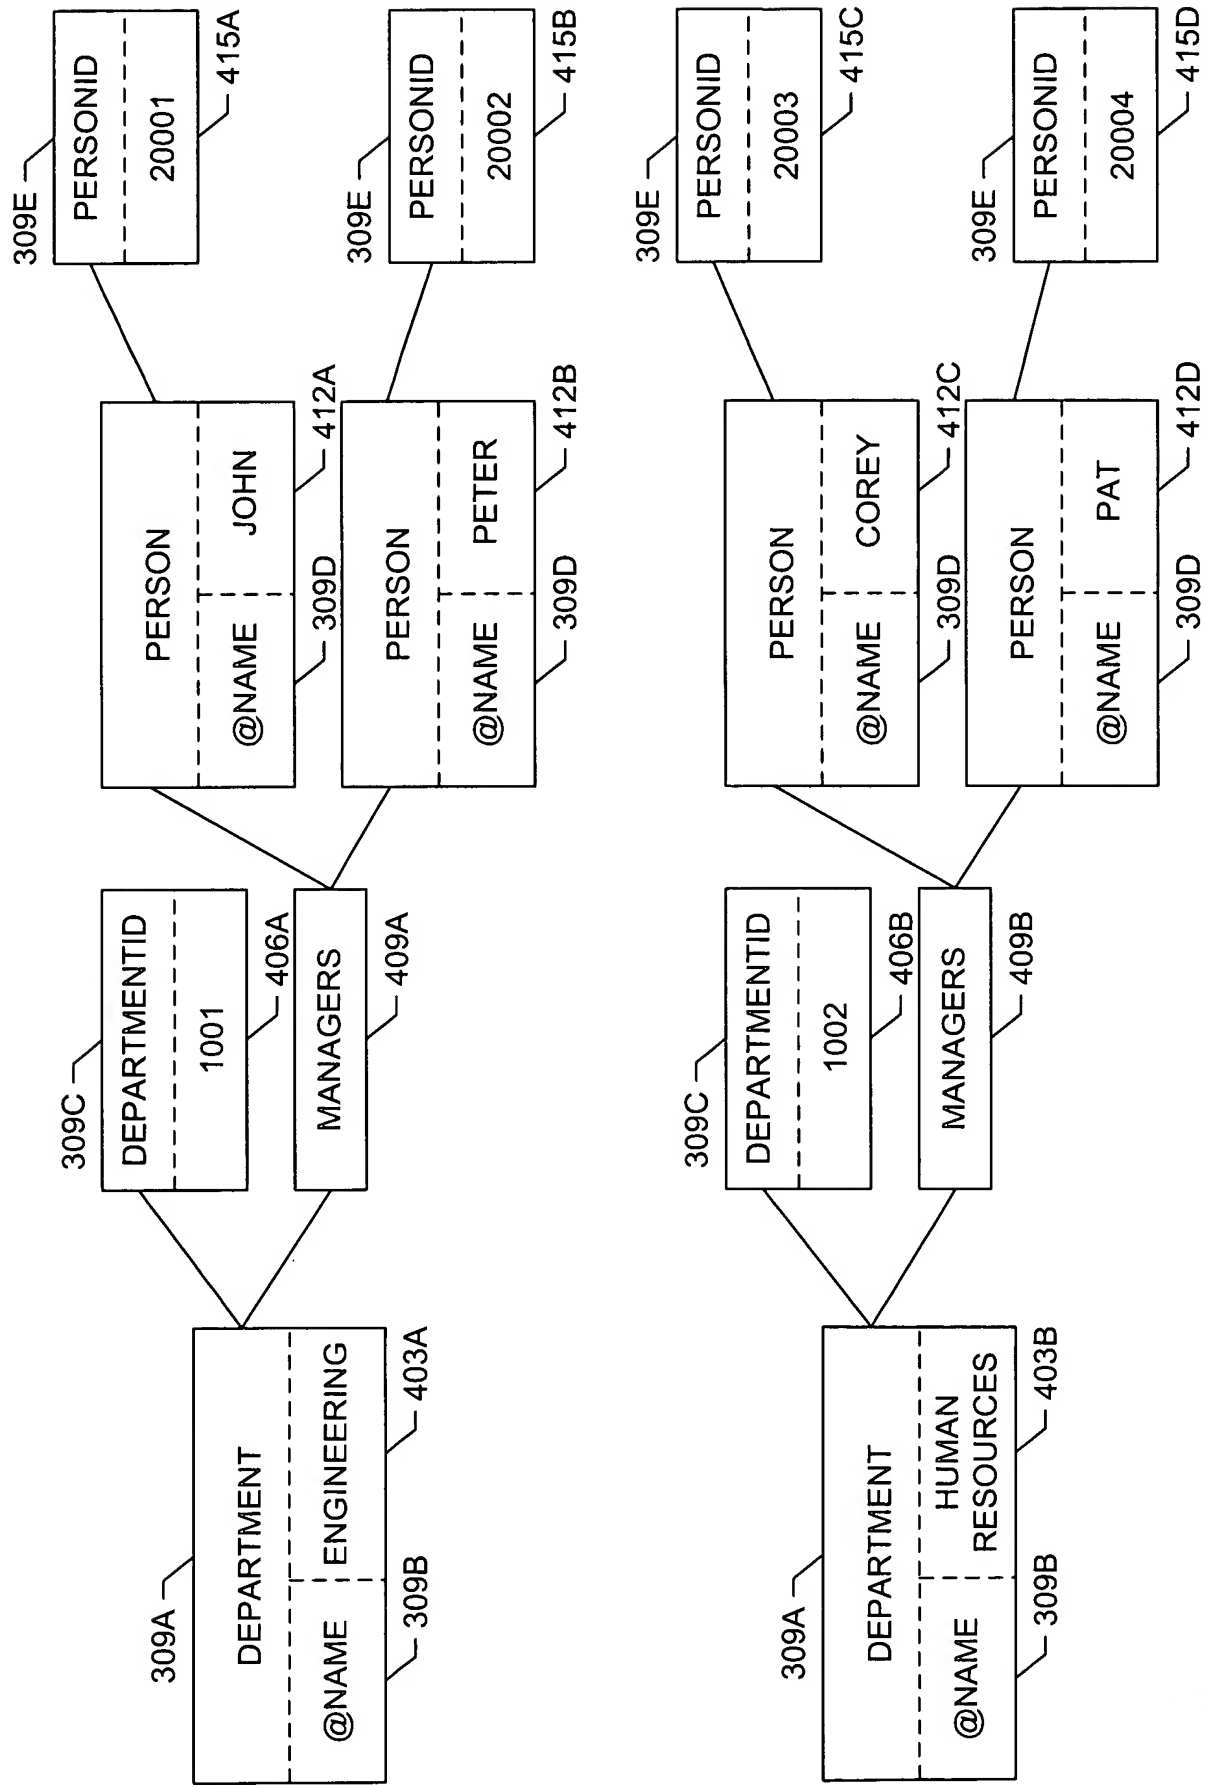 309A
DEPARTMENT
@NAME
ENGINEERING
309B
403A
309C
DEPARTMENTID
1001
406A
MANAGERS
409A
PERSON
@NAME
JOHN
309D
412A
309E
PERSONID
20001
415A
PERSON
@NAME
PETER
309D
412B
309E
PERSONID
20002
415B
309A
DEPARTMENT
@NAME
HUMAN
RESOURCES
309B
403B
309C
DEPARTMENTID
1002
406B
MANAGERS
409B
PERSON
@NAME
COREY
309D
412C
309E
PERSONID
20003
415C
PERSON
@NAME
PAT
309D
412D
309E
PERSONID
20004
415D